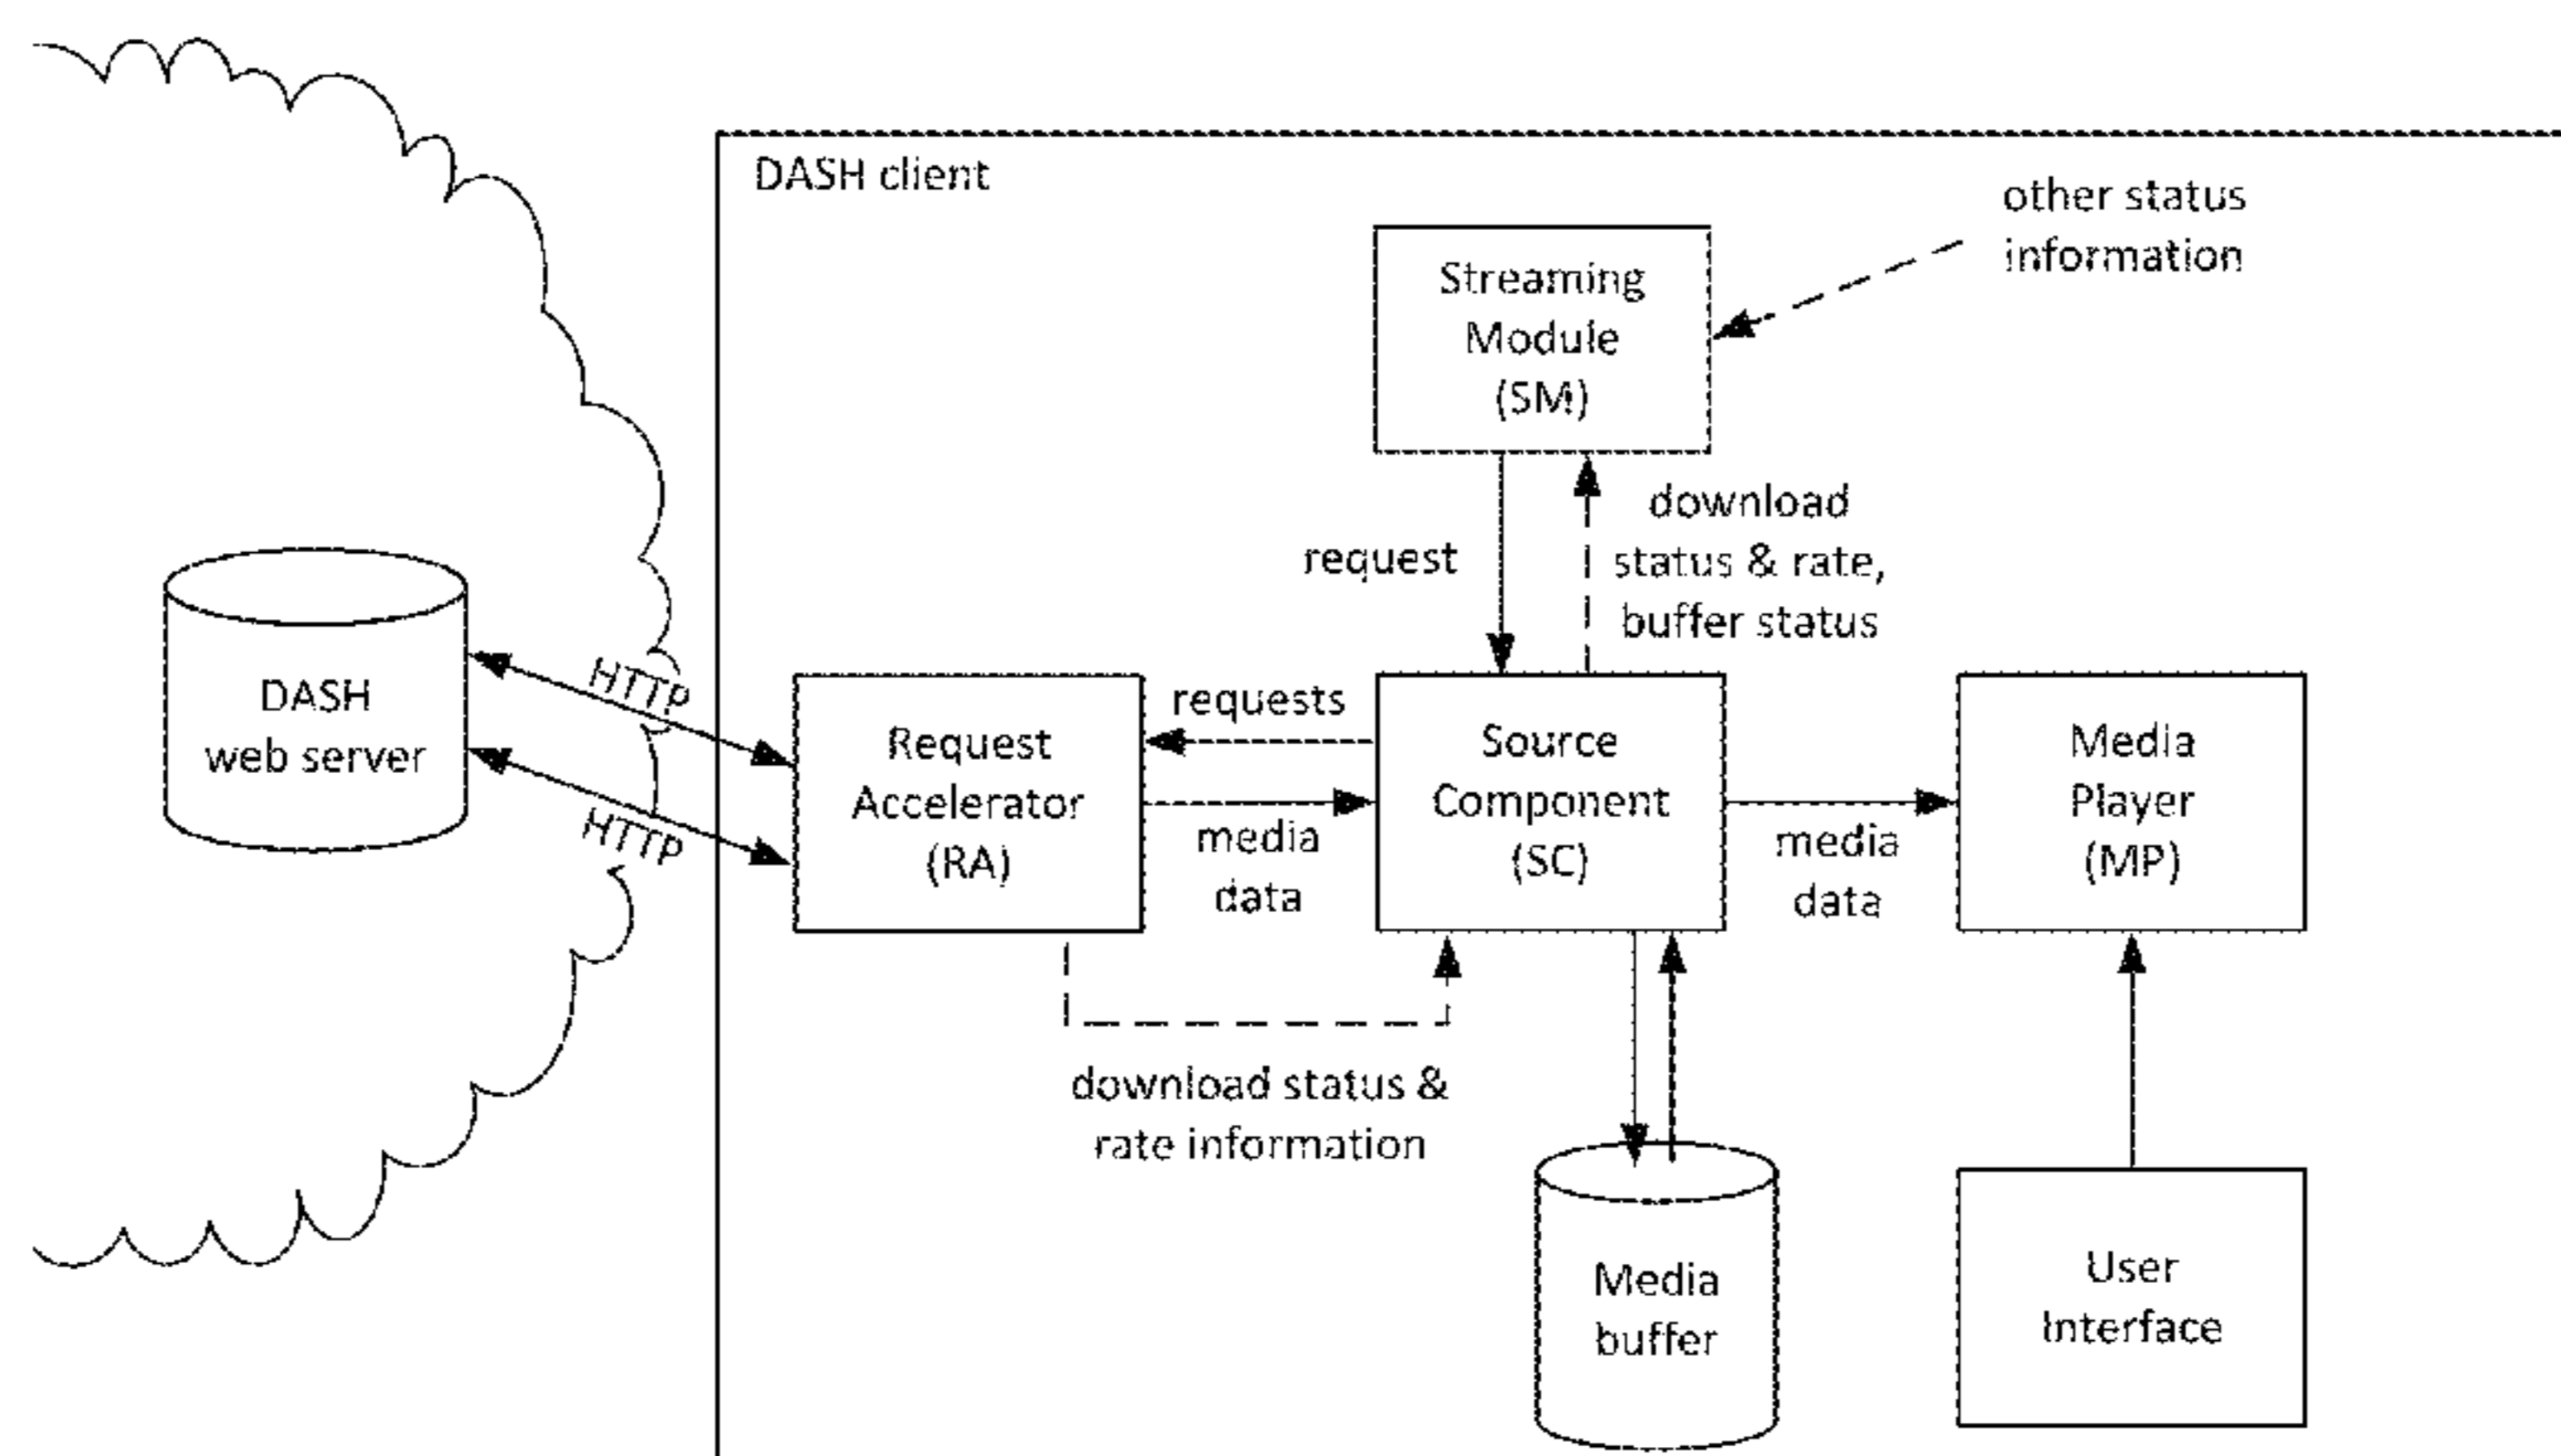 DASH client
other status
information
Streaming
Module
(SM)
request
download
status & rate,
buffer status
DASH
web server
HTTP
HTTP
Request
Accelerator
(RA)
requests
media
data
Source
Component
(SC)
media
data
Media
Player
(MP)
download status &
rate information
Media
buffer
User
Interface